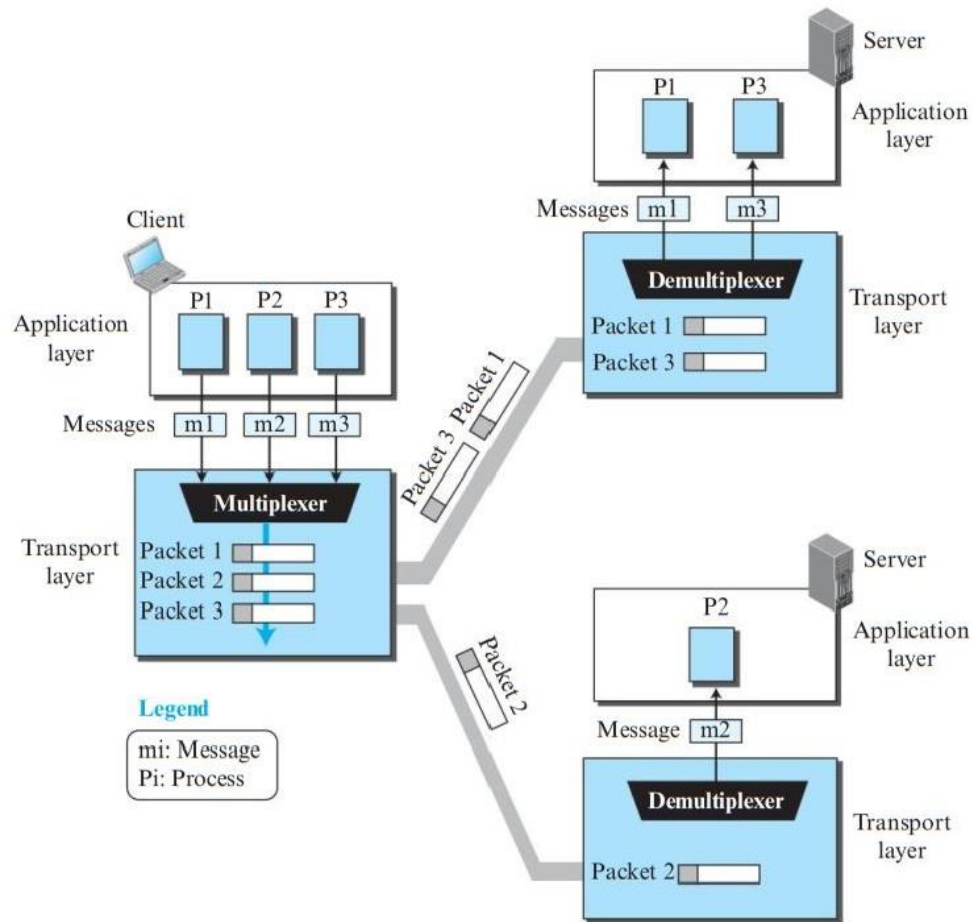 Server
P1 P3
Application
layer
Messages m1 m3
Demultiplexer
Packet 1
Packet 3
Transport
layer
Client
P1 P2 P3
Application
layer
Messages m1 m2 m3
Multiplexer
Packet 1
Packet 2
Packet 3
Transport
layer
Packet 1
Packet 3
Packet 2
Server
P2
Application
layer
Message m2
Demultiplexer
Packet 2
Transport
layer
Legend
mi: Message
Pi: Process